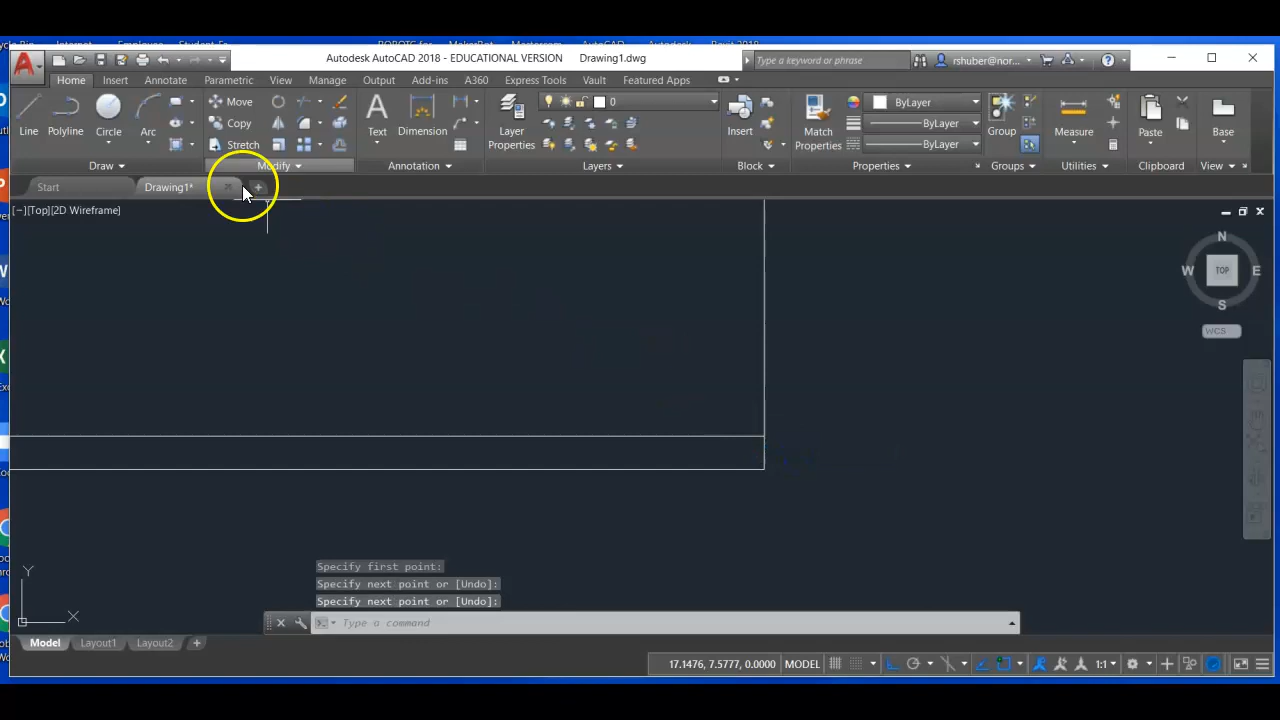 Autodesk AutoCAD 2018 - EDUCATIONAL VERSION Drawing1.dwg
Type a keyword or phrase
rshuber@nor...
Home Insert Annotate Parametric View Manage Output Add-ins A360 Express Tools Vault Featured Apps
Line
Polyline
Circle
Arc
Move
Copy
Stretch
Text
Dimension
Layer
Properties
0
Insert
Match
Properties
ByLayer
ByLayer
ByLayer
Group
Measure
Paste
Base
Draw Modify Annotation Layers Block Properties Groups Utilities Clipboard View
Start Drawing1*
[−][Top][2D Wireframe]
N
W TOP E
S
WCS
Y
X
Specify first point:
Specify next point or [Undo]:
Specify next point or [Undo]:
Type a command
Model Layout1 Layout2
17.1476, 7.5777, 0.0000 MODEL 1:1